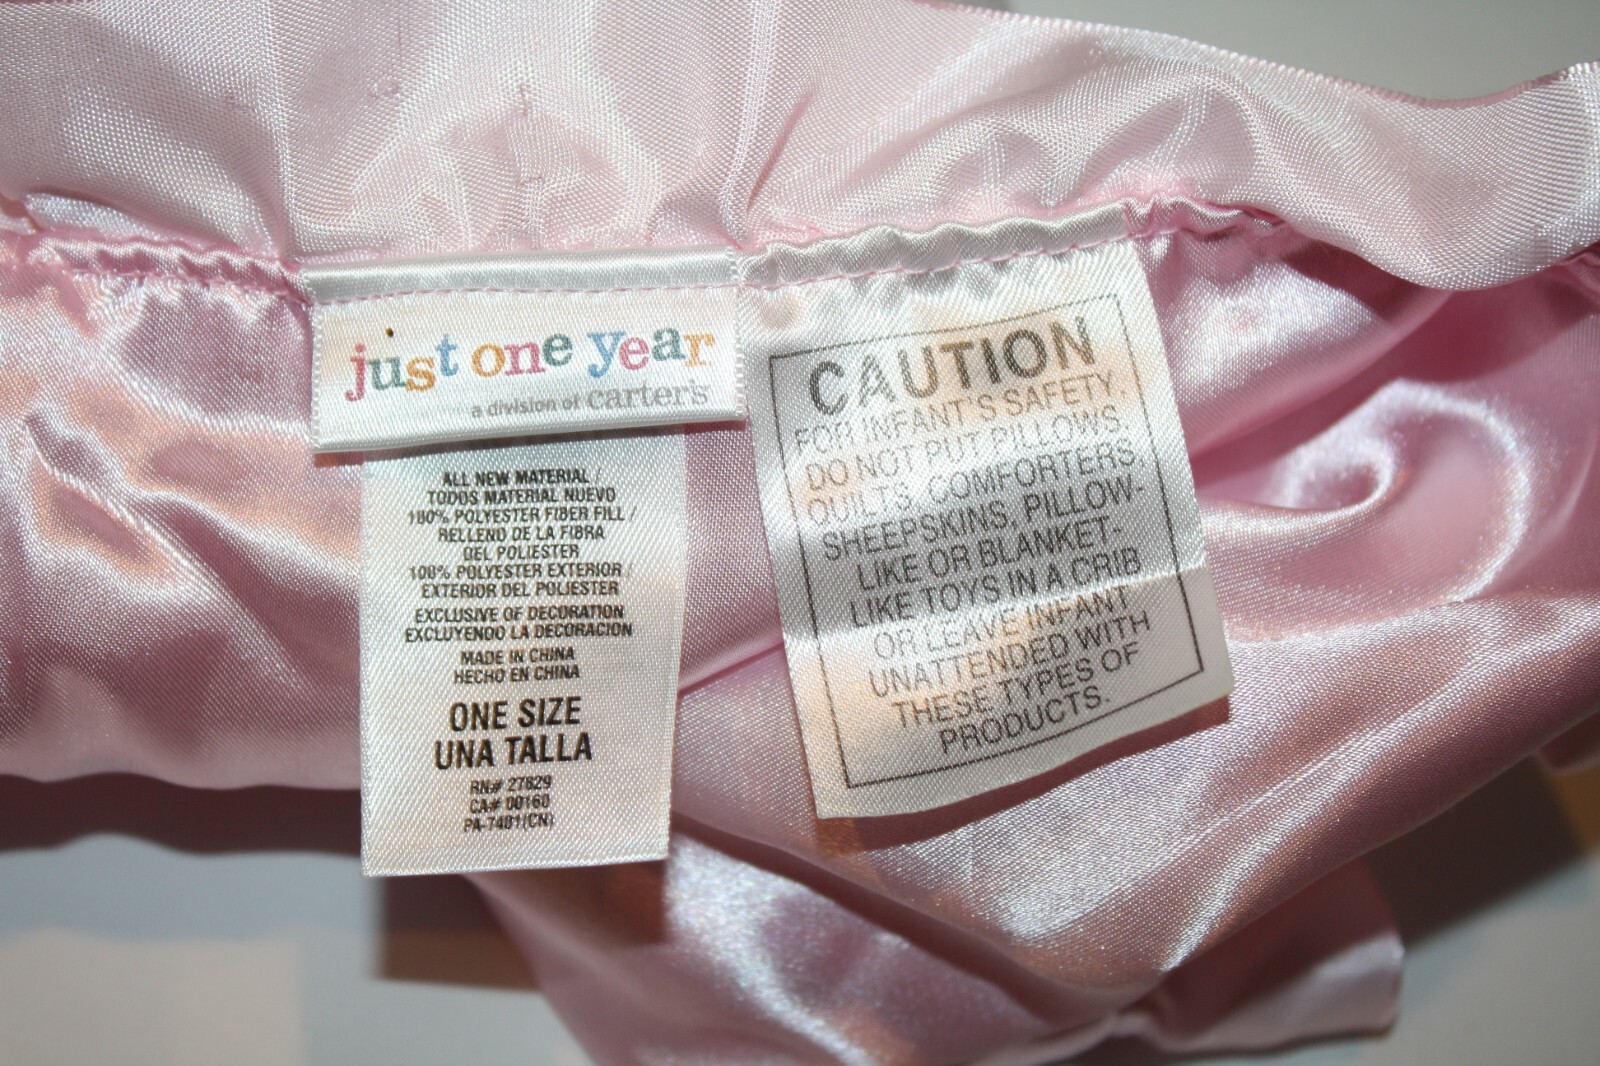 just one year
a division of carter's
ALL NEW MATERIAL /
TODOS MATERIAL NUEVO
100% POLYESTER FIBER FILL /
RELLENO DE LA FIBRA
DEL POLIESTER
100% POLYESTER EXTERIOR /
EXTERIOR DEL POLIESTER
EXCLUSIVE OF DECORATION
EXCLUYENDO LA DECORACION
MADE IN CHINA
HECHO EN CHINA
ONE SIZE
UNA TALLA
RN# 27829
CA# 00160
PA-7481(CN)
CAUTION
FOR INFANT'S SAFETY,
DO NOT PUT PILLOWS,
QUILTS, COMFORTERS,
SHEEPSKINS, PILLOW-
LIKE OR BLANKET-
LIKE TOYS IN A CRIB
OR LEAVE INFANT
UNATTENDED WITH
THESE TYPES OF
PRODUCTS.